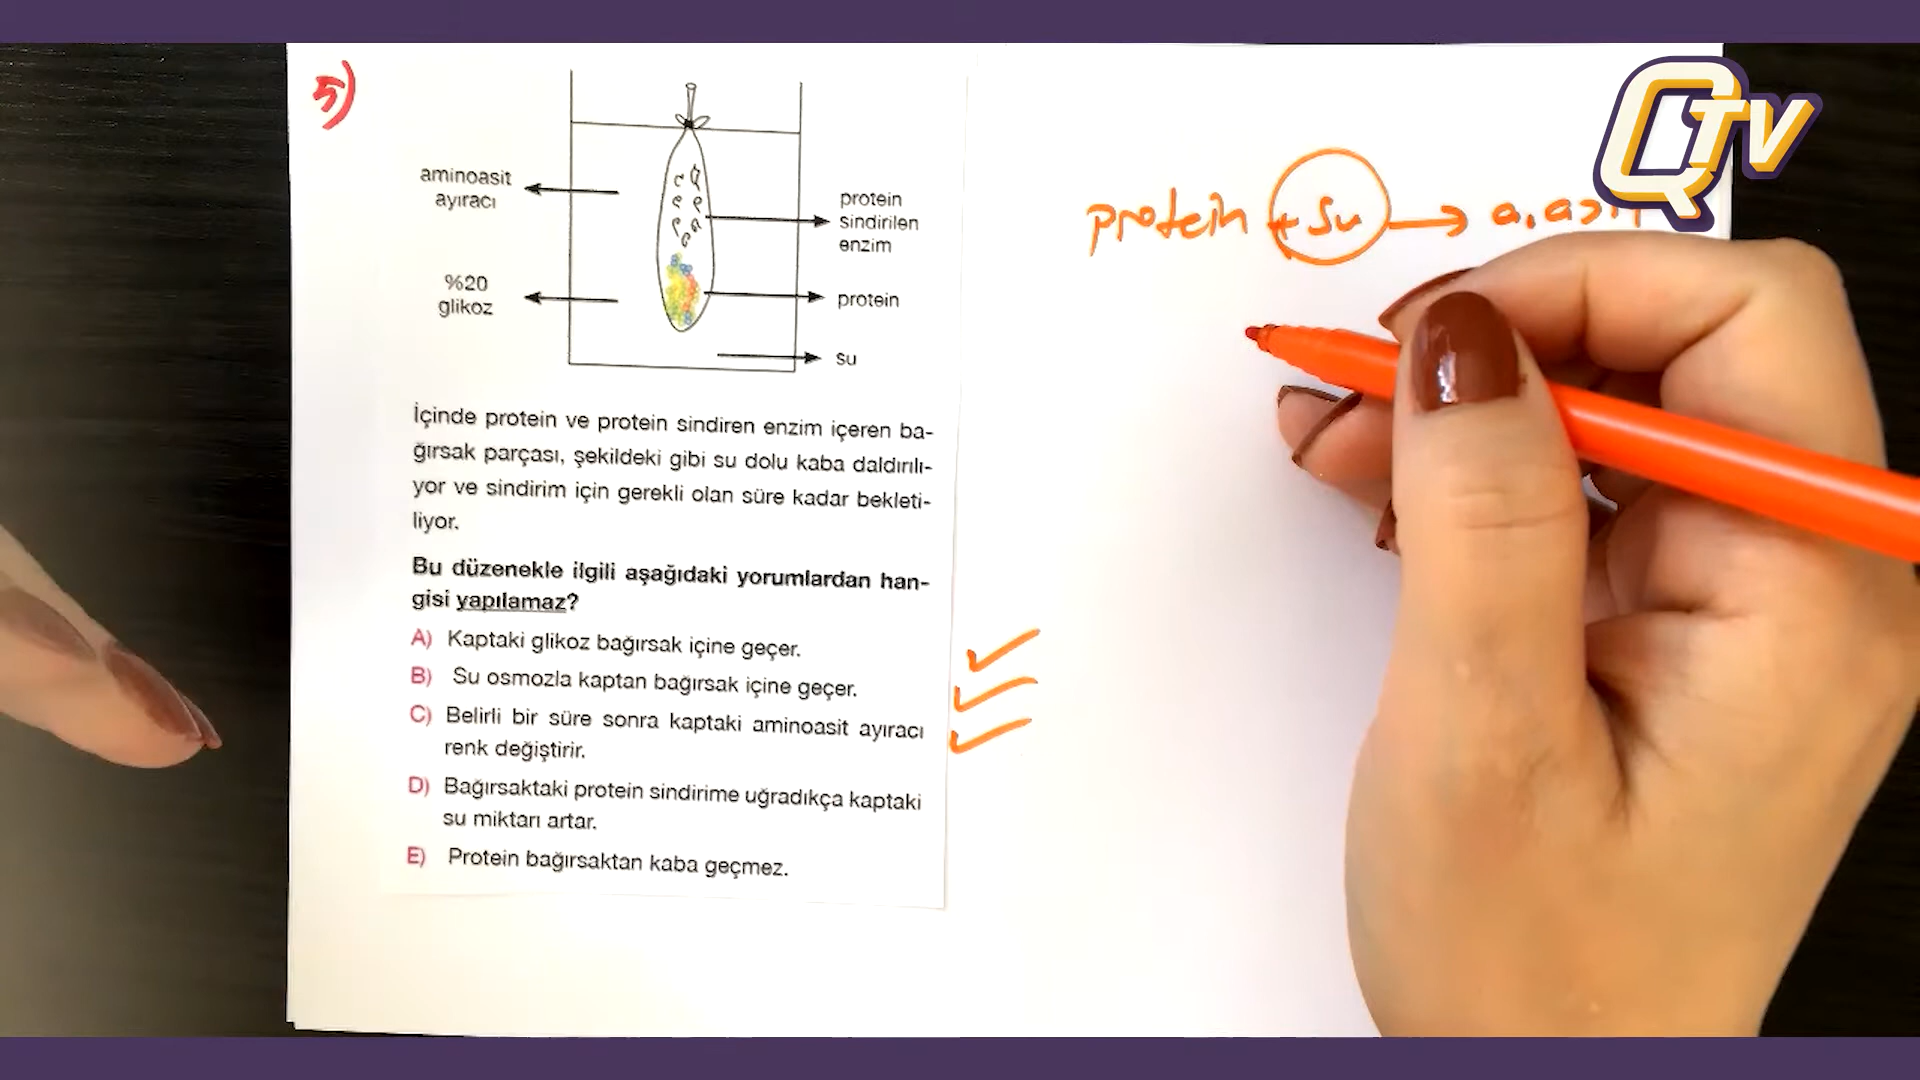 QTV
5)
aminoasit
ayıracı
%20
glikoz
protein
sindirilen
enzim
protein
su
protein + Su →
İçinde protein ve protein sindiren enzim içeren ba-
ğırsak parçası, şekildeki gibi su dolu kaba daldırılı-
yor ve sindirim için gerekli olan süre kadar bekleti-
liyor.
Bu düzenekle ilgili aşağıdaki yorumlardan han-
gisi yapılamaz?
A) Kaptaki glikoz bağırsak içine geçer.
B) Su osmozla kaptan bağırsak içine geçer.
C) Belirli bir süre sonra kaptaki aminoasit ayıracı
renk değiştirir.
D) Bağırsaktaki protein sindirime uğradıkça kaptaki
su miktarı artar.
E) Protein bağırsaktan kaba geçmez.